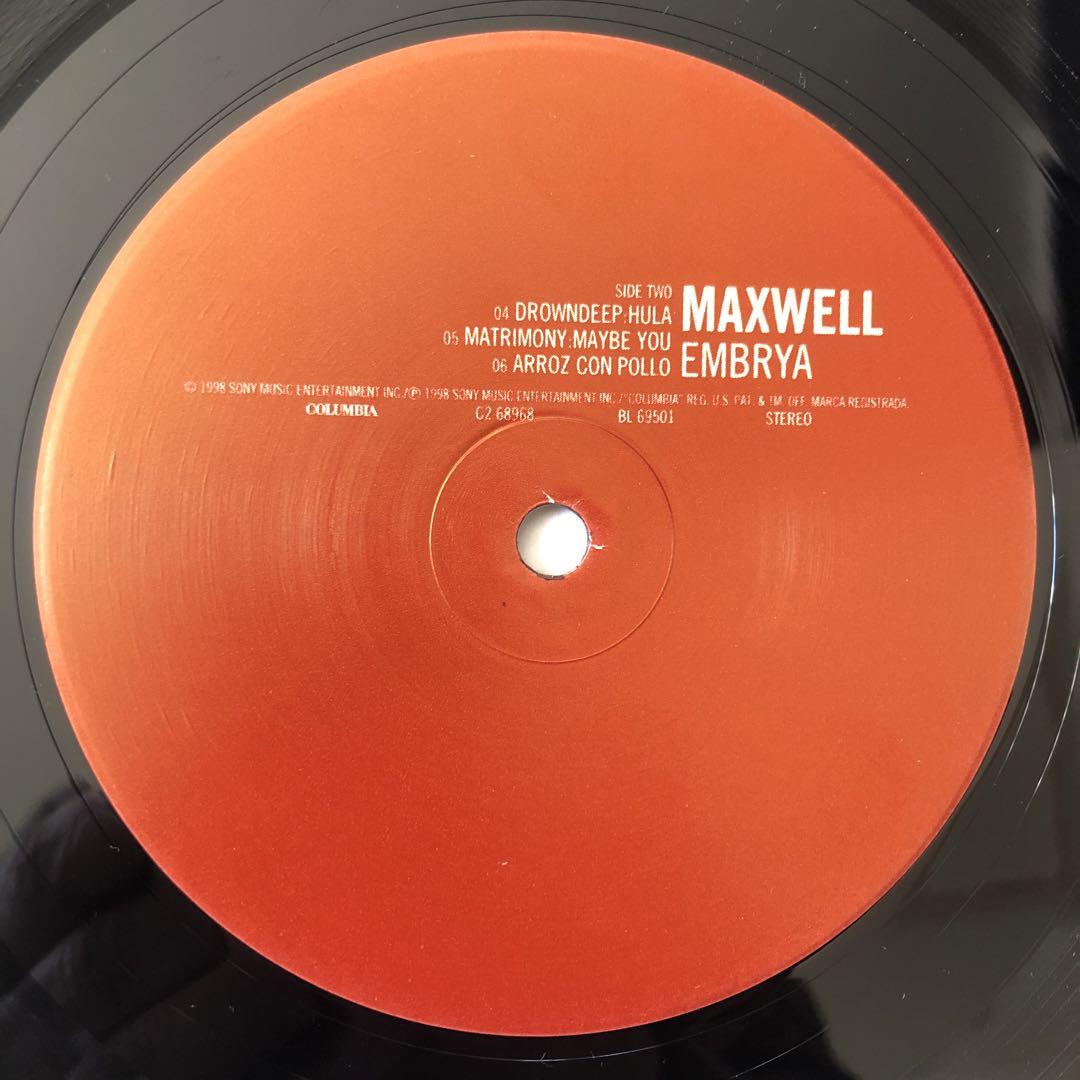 SIDE TWO
04 DROWNDEEP:HULA
05 MATRIMONY:MAYBE YOU
06 ARROZ CON POLLO
MAXWELL
EMBRYA
© 1998 SONY MUSIC ENTERTAINMENT INC./℗ 1998 SONY MUSIC ENTERTAINMENT INC./"COLUMBIA" REG. U.S. PAT. & TM. OFF. MARCA REGISTRADA.
COLUMBIA C2 68968 BL 69501 STEREO